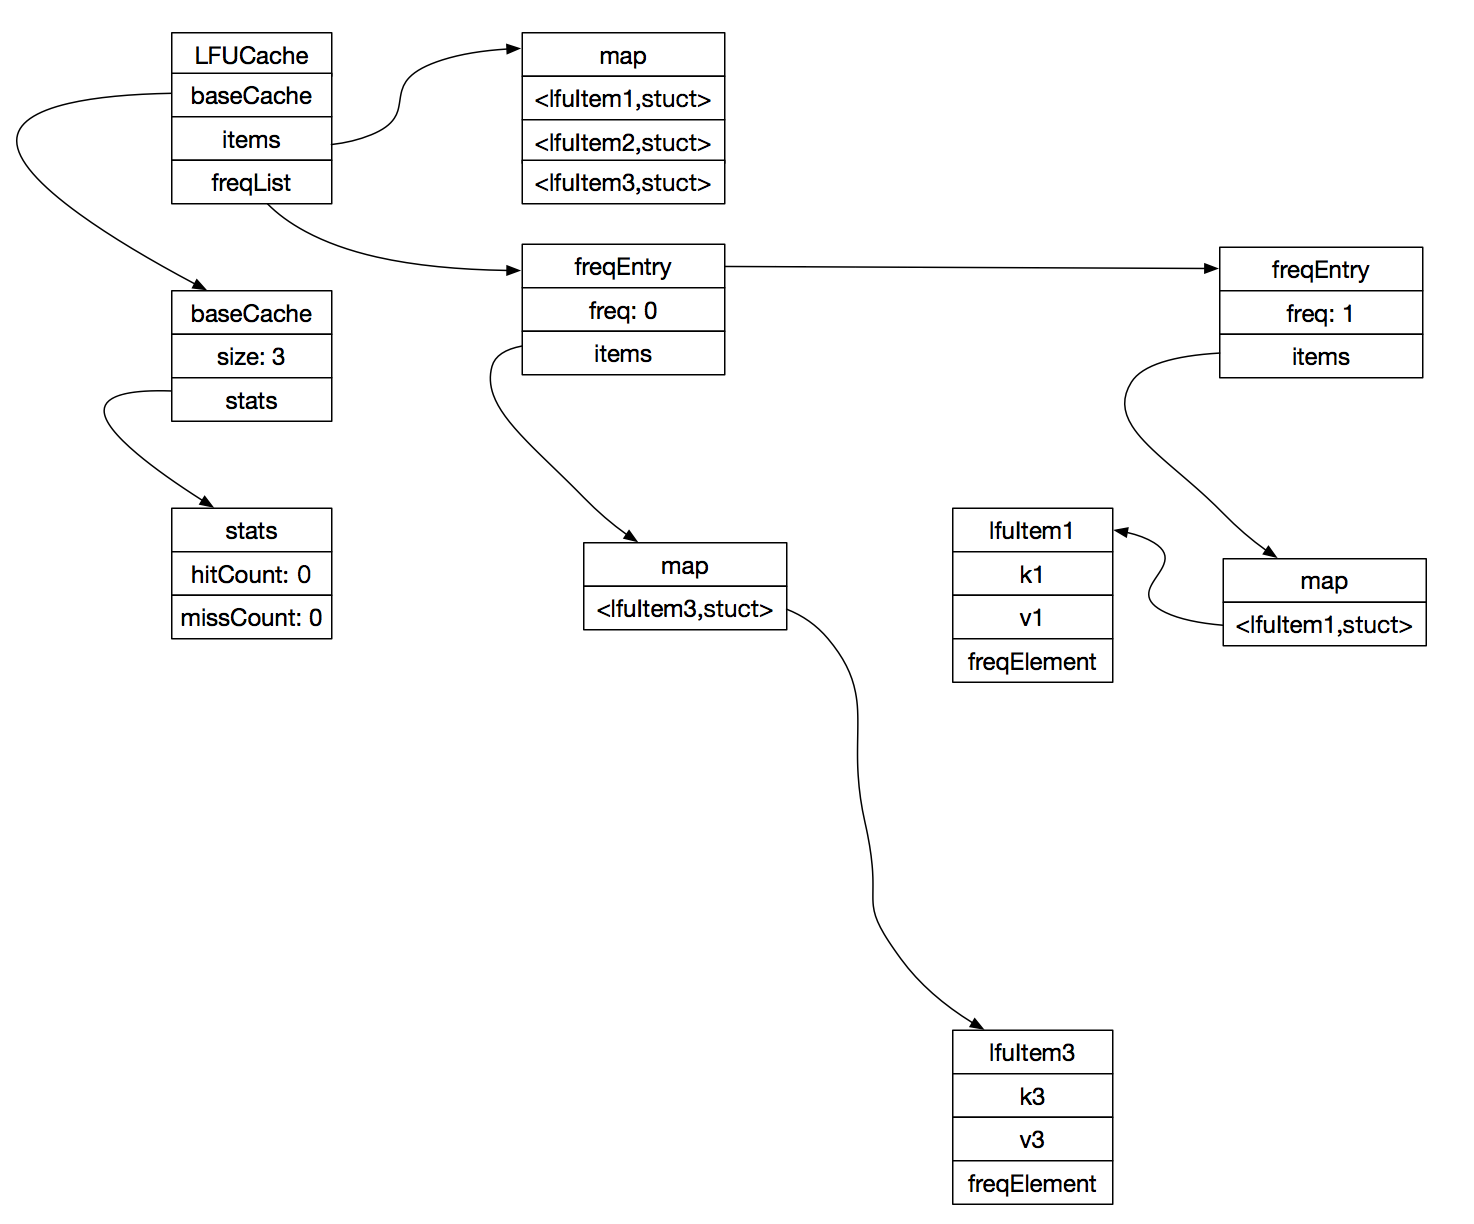 LFUCache
baseCache
items
freqList
map
<lfuItem1,stuct>
<lfuItem2,stuct>
<lfuItem3,stuct>
freqEntry
freq: 0
items
freqEntry
freq: 1
items
baseCache
size: 3
stats
stats
hitCount: 0
missCount: 0
map
<lfuItem3,stuct>
lfuItem1
k1
v1
freqElement
map
<lfuItem1,stuct>
lfuItem3
k3
v3
freqElement